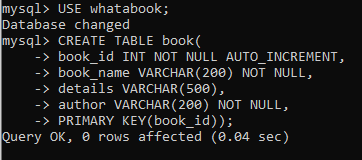 mysql> USE whatabook;
Database changed
mysql> CREATE TABLE book(
    -> book_id INT NOT NULL AUTO_INCREMENT,
    -> book_name VARCHAR(200) NOT NULL,
    -> details VARCHAR(500),
    -> author VARCHAR(200) NOT NULL,
    -> PRIMARY KEY(book_id));
Query OK, 0 rows affected (0.04 sec)